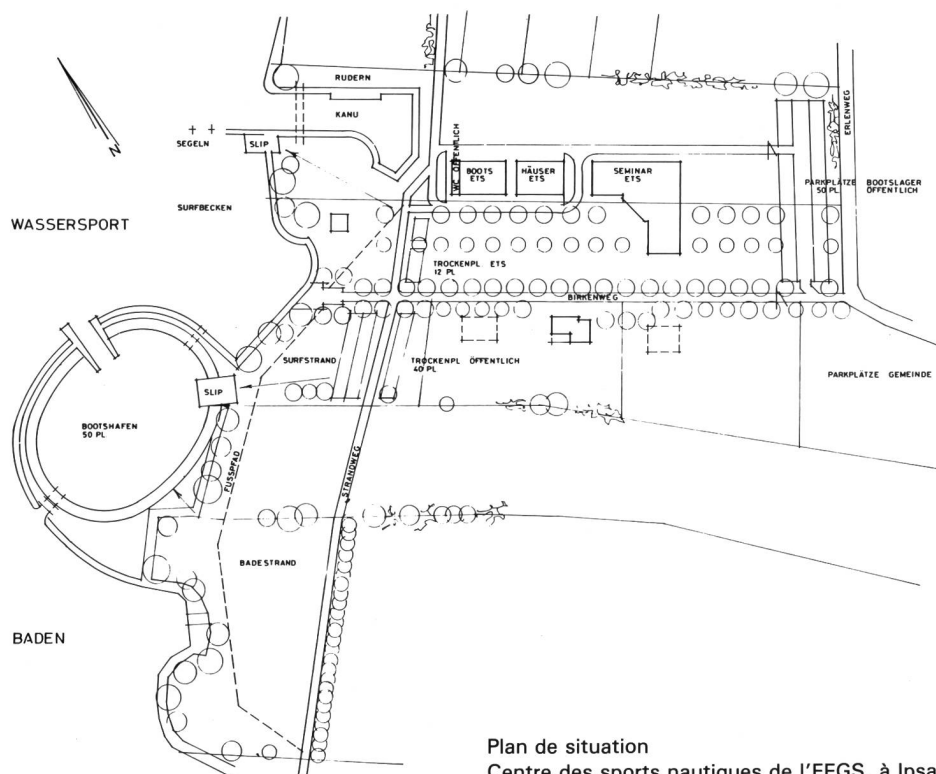 RUDERN
KANU
SEGELN
SLIP
SURFBECKEN
WASSERSPORT
N
WC ÖFFENTLICH
BOOTS
ETS
HÄUSER
ETS
SEMINAR
ETS
ERLENWEG
PARKPLÄTZE
50 PL
BOOTSLAGER
ÖFFENTLICH
TROCKENPL ETS
12 PL
BIRKENWEG
SURFSTRAND
TROCKENPL ÖFFENTLICH
40 PL
PARKPLÄTZE GEMEINDE
SLIP
BOOTSHAFEN
50 PL
FUSSPFAD
STRANDWEG
BADESTRAND
BADEN
Plan de situation
Centre des sports nautiques de l'EFGS, à Ipsa